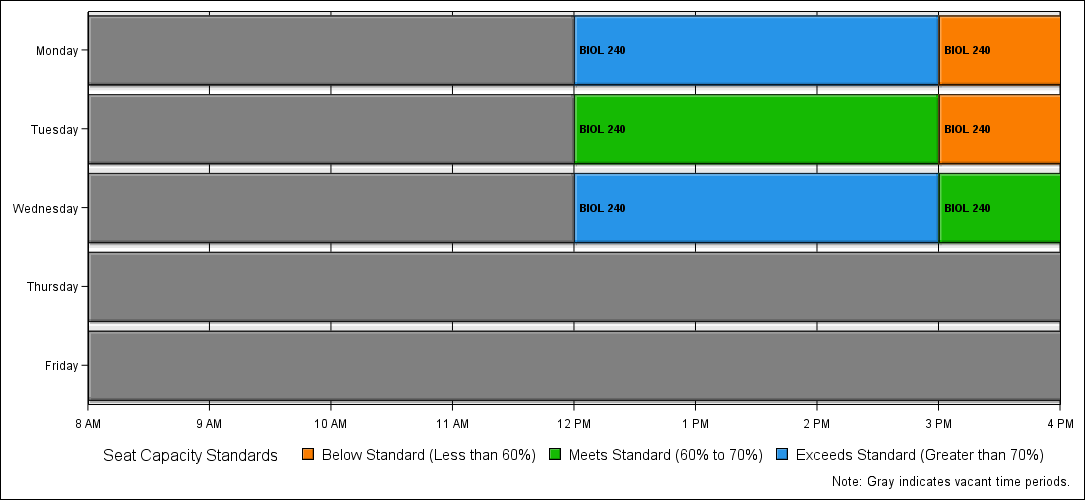 Monday BIOL 240 BIOL 240
Tuesday BIOL 240 BIOL 240
Wednesday BIOL 240 BIOL 240
Thursday
Friday
8 AM 9 AM 10 AM 11 AM 12 PM 1 PM 2 PM 3 PM 4 PM
Seat Capacity Standards Below Standard (Less than 60%) Meets Standard (60% to 70%) Exceeds Standard (Greater than 70%)
Note: Gray indicates vacant time periods.